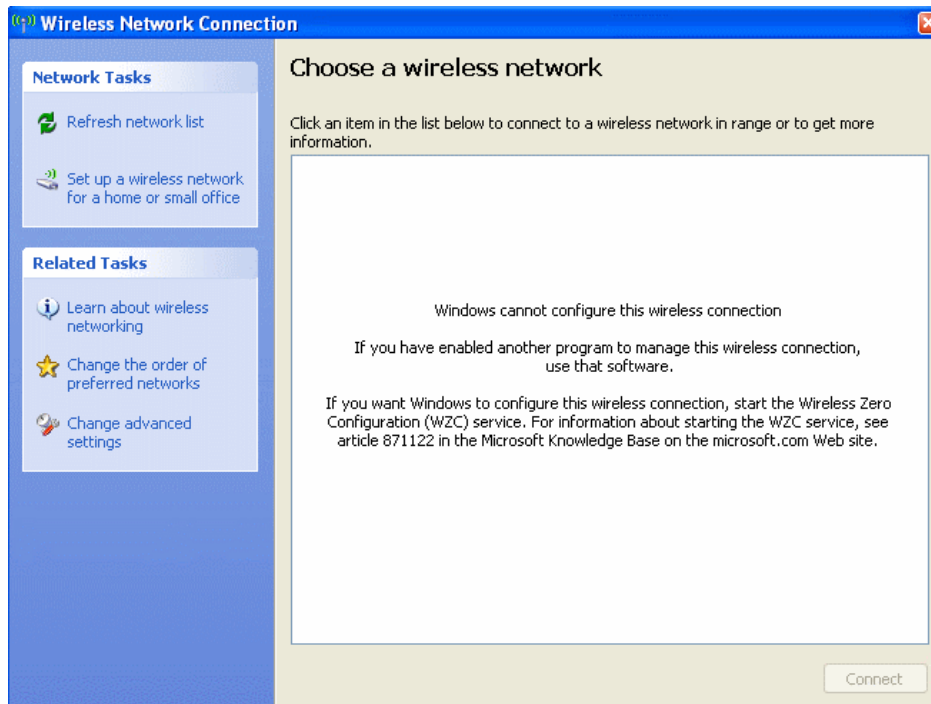 Wireless Network Connection
Network Tasks
Refresh network list
Set up a wireless network
for a home or small office
Related Tasks
Learn about wireless
networking
Change the order of
preferred networks
Change advanced
settings
Choose a wireless network
Click an item in the list below to connect to a wireless network in range or to get more
information.
Windows cannot configure this wireless connection
If you have enabled another program to manage this wireless connection,
use that software.
If you want Windows to configure this wireless connection, start the Wireless Zero
Configuration (WZC) service. For information about starting the WZC service, see
article 871122 in the Microsoft Knowledge Base on the microsoft.com Web site.
Connect